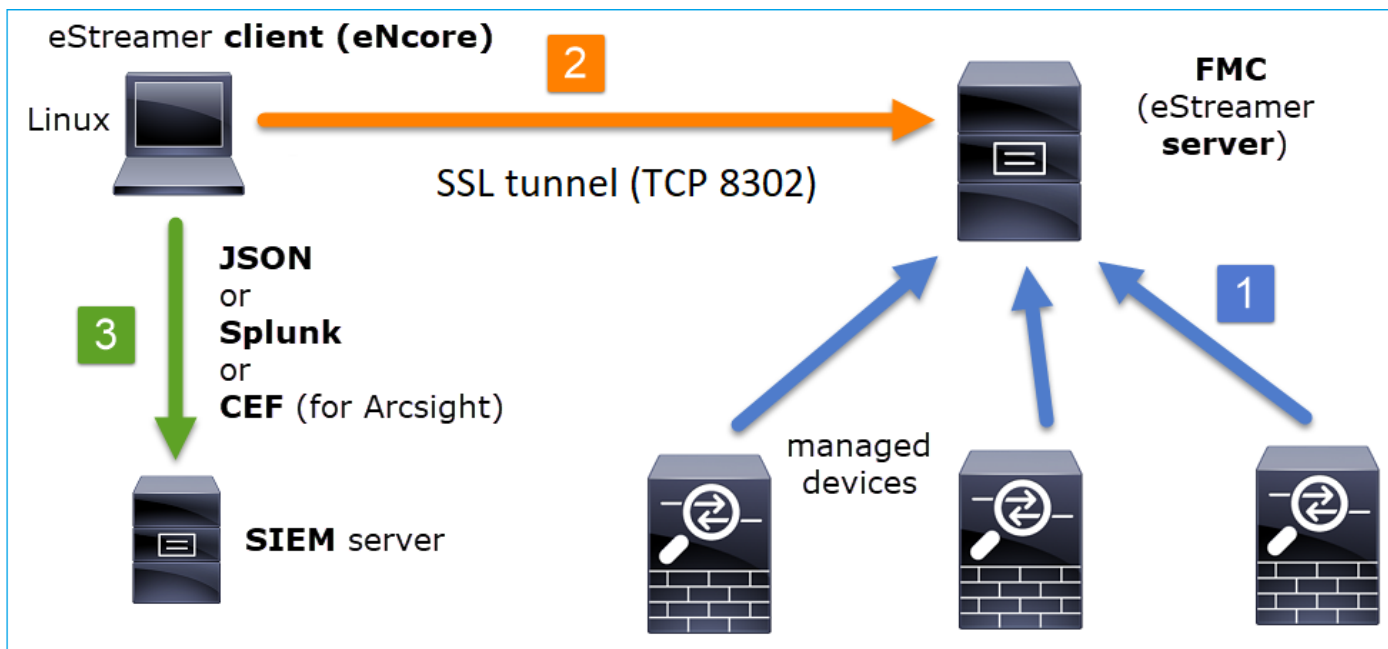 eStreamer client (eNcore)
Linux
2
SSL tunnel (TCP 8302)
FMC
(eStreamer
server)
1
3
JSON
or
Splunk
or
CEF (for Arcsight)
managed
devices
SIEM server